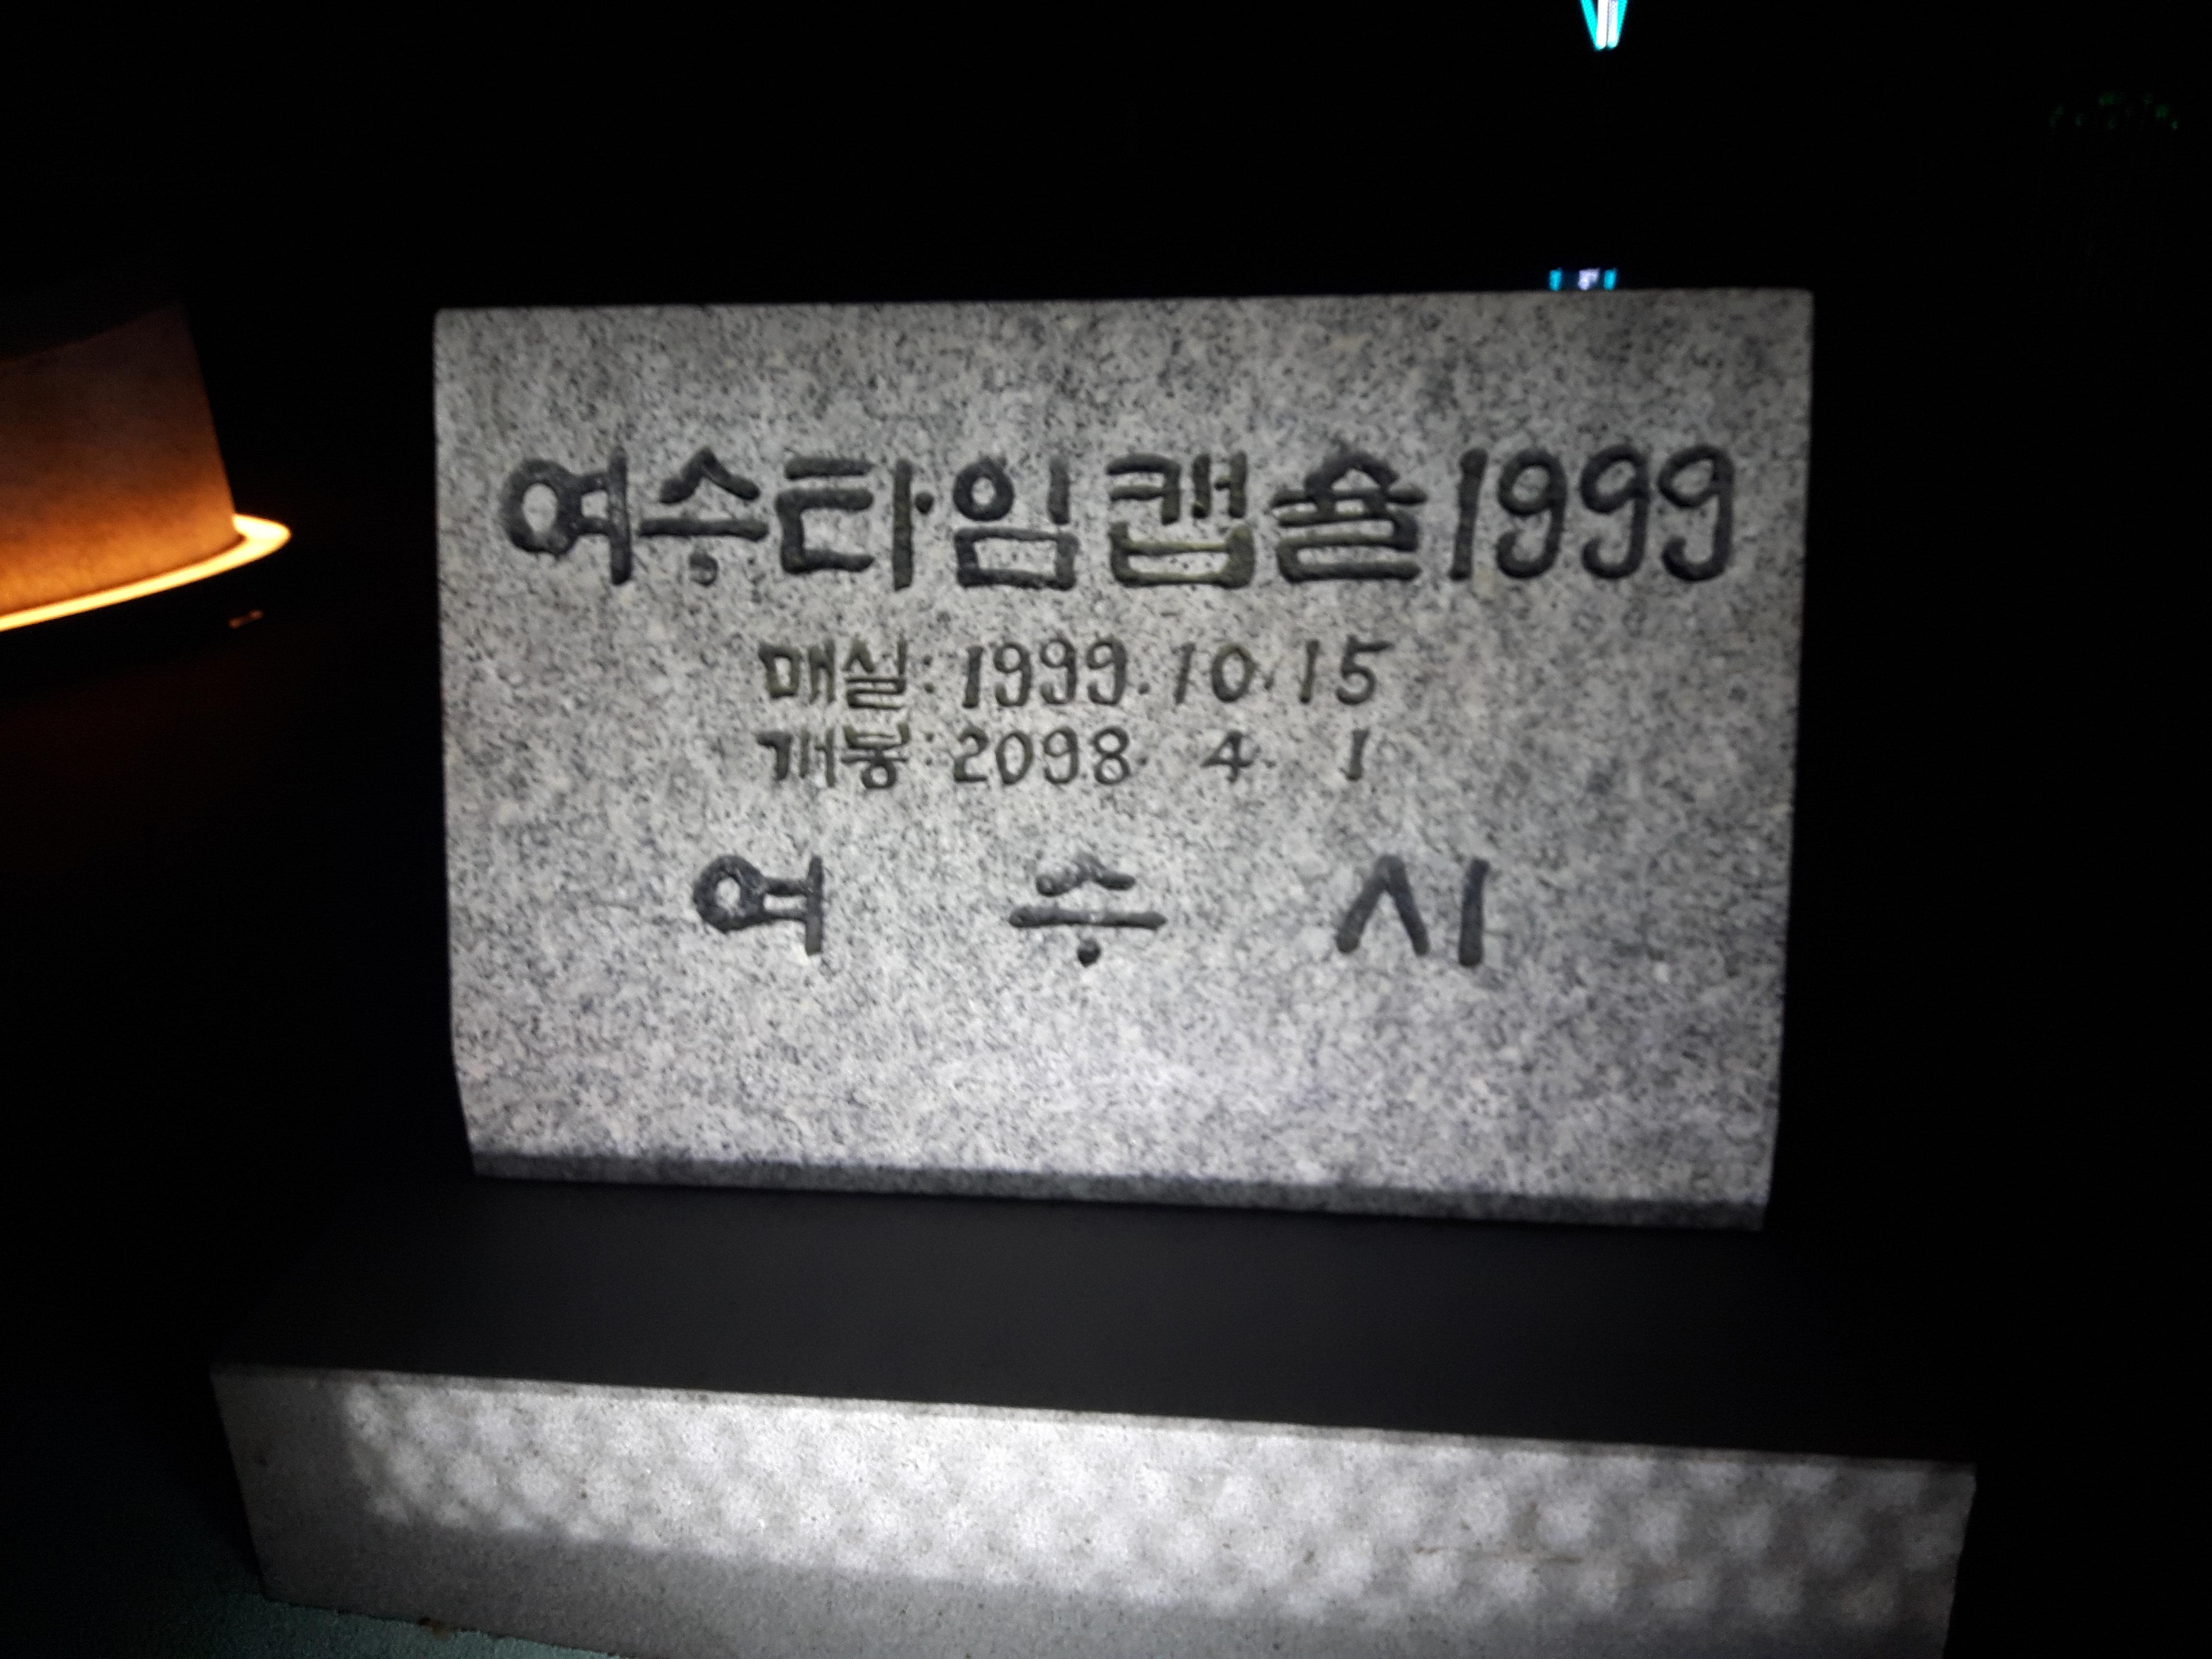 여수타임캡슐1999
매설: 1999. 10. 15
개봉: 2098. 4. 1
여 수 시